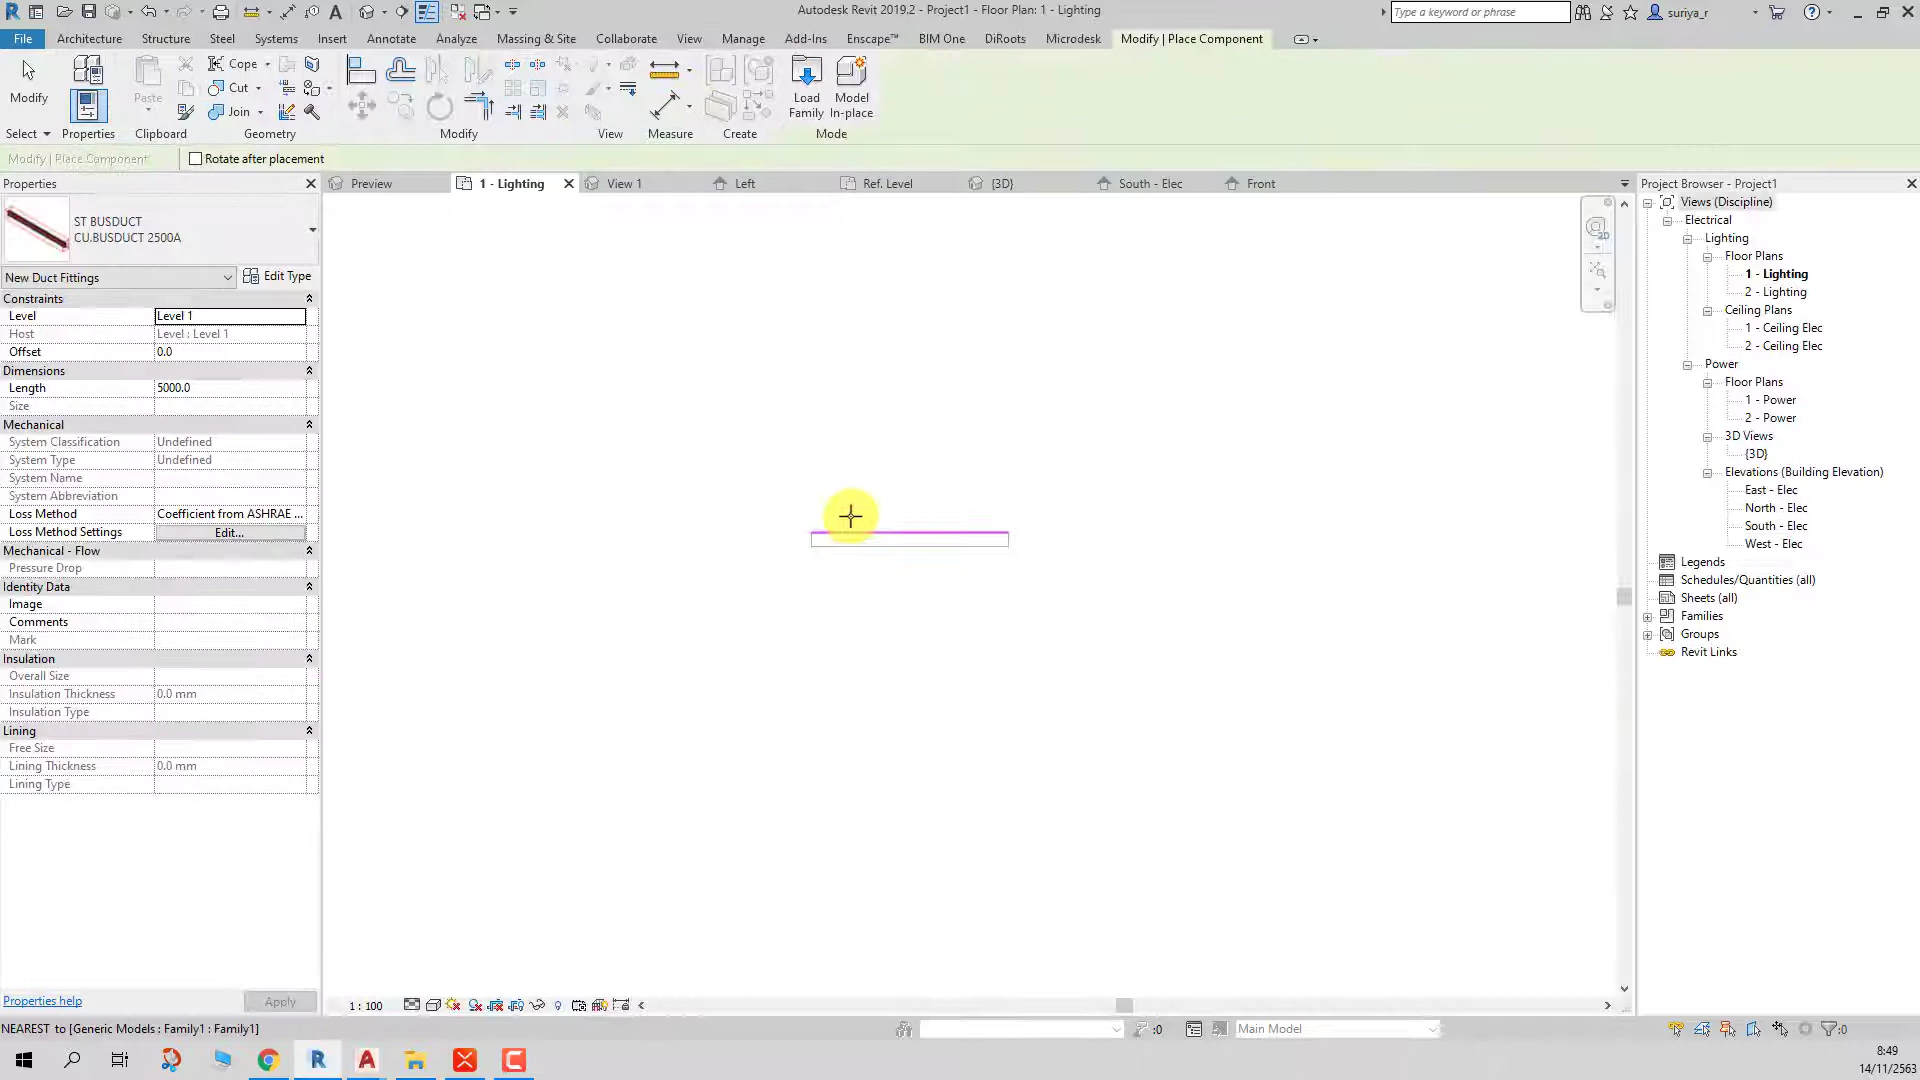 Autodesk Revit 2019.2 - Project1 - Floor Plan: 1 - Lighting
Type a keyword or phrase
suriya_r
File Architecture Structure Steel Systems Insert Annotate Analyze Massing & Site Collaborate View Manage Add-Ins Enscape™ BIM One DiRoots Microdesk Modify | Place Component
Modify
Paste
Cope
Cut
Join
Load Family
Model In-place
Select Properties Clipboard Geometry Modify View Measure Create Mode
Modify | Place Component Rotate after placement
Properties
Preview 1 - Lighting View 1 Left Ref. Level {3D} South - Elec Front
Project Browser - Project1
ST BUSDUCT
CU.BUSDUCT 2500A
New Duct Fittings Edit Type
Constraints
Level Level 1
Host Level : Level 1
Offset 0.0
Dimensions
Length 5000.0
Size
Mechanical
System Classification Undefined
System Type Undefined
System Name
System Abbreviation
Loss Method Coefficient from ASHRAE ...
Loss Method Settings Edit...
Mechanical - Flow
Pressure Drop
Identity Data
Image
Comments
Mark
Insulation
Overall Size
Insulation Thickness 0.0 mm
Insulation Type
Lining
Free Size
Lining Thickness 0.0 mm
Lining Type
Properties help Apply
2D
Views (Discipline)
Electrical
Lighting
Floor Plans
1 - Lighting
2 - Lighting
Ceiling Plans
1 - Ceiling Elec
2 - Ceiling Elec
Power
Floor Plans
1 - Power
2 - Power
3D Views
{3D}
Elevations (Building Elevation)
East - Elec
North - Elec
South - Elec
West - Elec
Legends
Schedules/Quantities (all)
Sheets (all)
Families
Groups
Revit Links
1 : 100
NEAREST to [Generic Models : Family1 : Family1]
:0 Main Model :0
8:49
14/11/2563